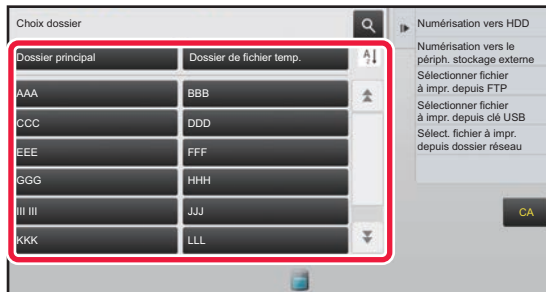 Choix dossier
Dossier principal
Dossier de fichier temp.
AAA
BBB
CCC
DDD
EEE
FFF
GGG
HHH
III III
JJJ
KKK
LLL
A
Z
Numérisation vers HDD
Numérisation vers le
périph. stockage externe
Sélectionner fichier
à impr. depuis FTP
Sélectionner fichier
à impr. depuis clé USB
Sélect. fichier à impr.
depuis dossier réseau
CA